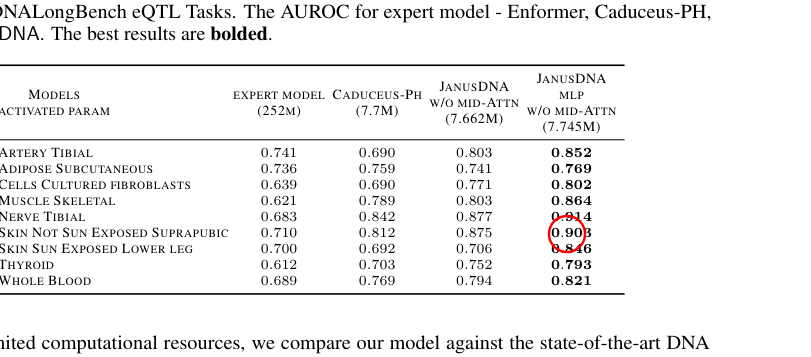 DNALongBench eQTL Tasks. The AUROC for expert model - Enformer, Caduceus-PH,
DNA. The best results are bolded.
MODELS ACTIVATED PARAM EXPERT MODEL (252M) CADUCEUS-PH (7.7M) JANUSDNA W/O MID-ATTN (7.662M) JANUSDNA MLP W/O MID-ATTN (7.745M)
ARTERY TIBIAL 0.741 0.690 0.803 0.852
ADIPOSE SUBCUTANEOUS 0.736 0.759 0.741 0.769
CELLS CULTURED FIBROBLASTS 0.639 0.690 0.771 0.802
MUSCLE SKELETAL 0.621 0.789 0.803 0.864
NERVE TIBIAL 0.683 0.842 0.877 0.914
SKIN NOT SUN EXPOSED SUPRAPUBIC 0.710 0.812 0.875 0.903
SKIN SUN EXPOSED LOWER LEG 0.700 0.692 0.706 0.846
THYROID 0.612 0.703 0.752 0.793
WHOLE BLOOD 0.689 0.769 0.794 0.821
computational resources, we compare our model against the state-of-the-art DNA